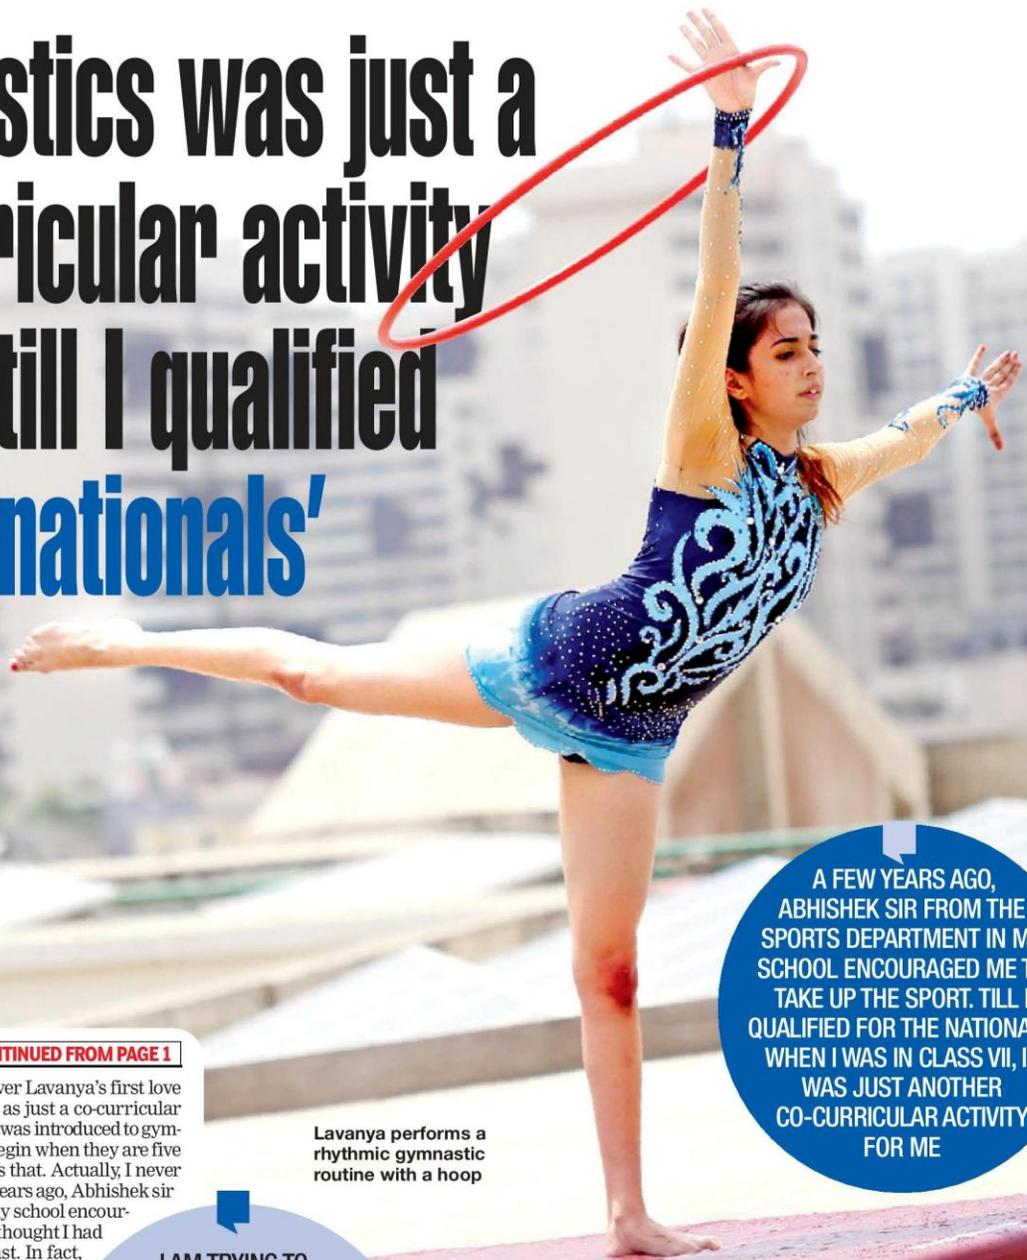 stics was just a
ricular activity
till I qualified
nationals'
A FEW YEARS AGO,
ABHISHEK SIR FROM THE
SPORTS DEPARTMENT IN M
SCHOOL ENCOURAGED ME T
TAKE UP THE SPORT. TILL I
QUALIFIED FOR THE NATIONA
WHEN I WAS IN CLASS VII, I
WAS JUST ANOTHER
CO-CURRICULAR ACTIVITY
FOR ME
NTINUED FROM PAGE 1
ver Lavanya's first love
as just a co-curricular
was introduced to gym-
egin when they are five
s that. Actually, I never
ears ago, Abhishek sir
y school encour-
thought I had
st. In fact,
Lavanya performs a
rhythmic gymnastic
routine with a hoop
I AM TRYING TO